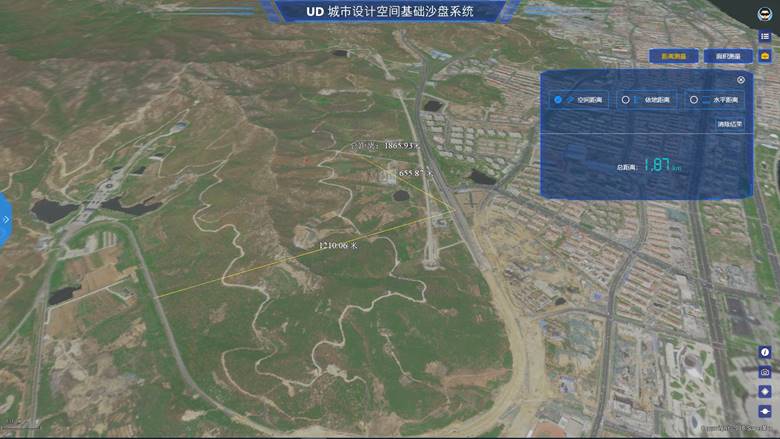 UD 城市设计空间基础沙盘系统
距离测量
面积测量
空间距离
依地距离
水平距离
清除结果
总距离：1.87 km
总距离：1865.93米
655.87 米
1210.06 米